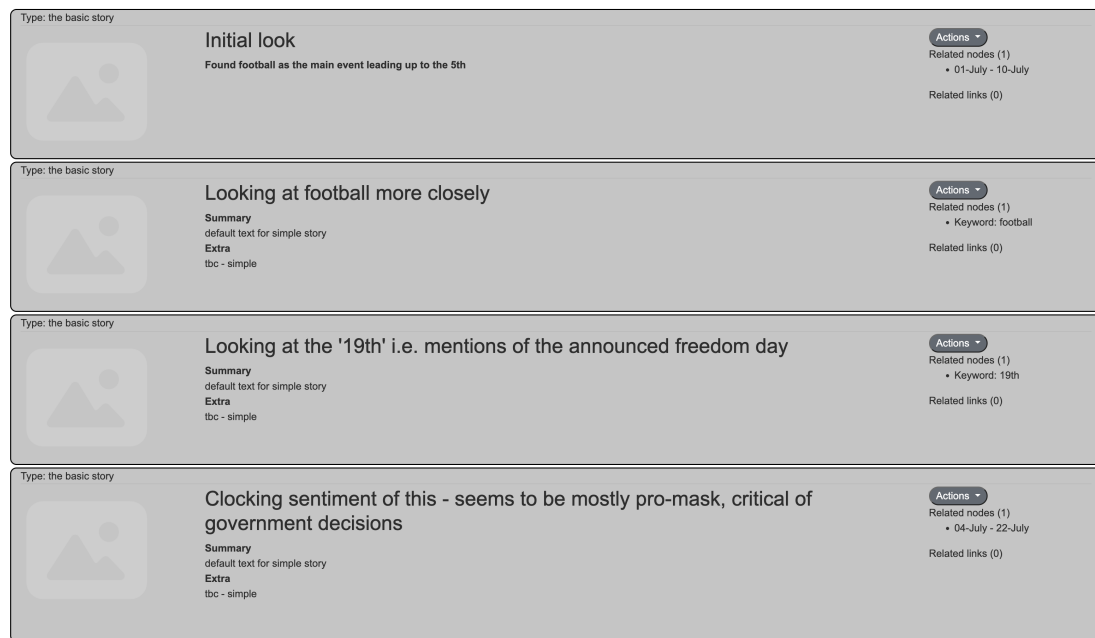 Type: the basic story
Initial look
Found football as the main event leading up to the 5th
Actions
Related nodes (1)
• 01-July - 10-July
Related links (0)
Type: the basic story
Looking at football more closely
Summary
default text for simple story
Extra
tbc - simple
Actions
Related nodes (1)
• Keyword: football
Related links (0)
Type: the basic story
Looking at the '19th' i.e. mentions of the announced freedom day
Summary
default text for simple story
Extra
tbc - simple
Actions
Related nodes (1)
• Keyword: 19th
Related links (0)
Type: the basic story
Clocking sentiment of this - seems to be mostly pro-mask, critical of
government decisions
Summary
default text for simple story
Extra
tbc - simple
Actions
Related nodes (1)
• 04-July - 22-July
Related links (0)